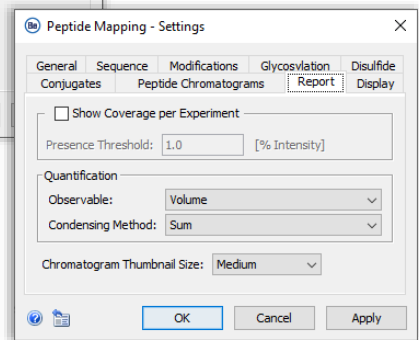 Be Peptide Mapping - Settings
General Sequence Modifications Glycosylation Disulfide
Conjugates Peptide Chromatograms Report Display
Show Coverage per Experiment
Presence Threshold: 1.0 [% Intensity]
Quantification
Observable: Volume
Condensing Method: Sum
Chromatogram Thumbnail Size: Medium
? OK Cancel Apply